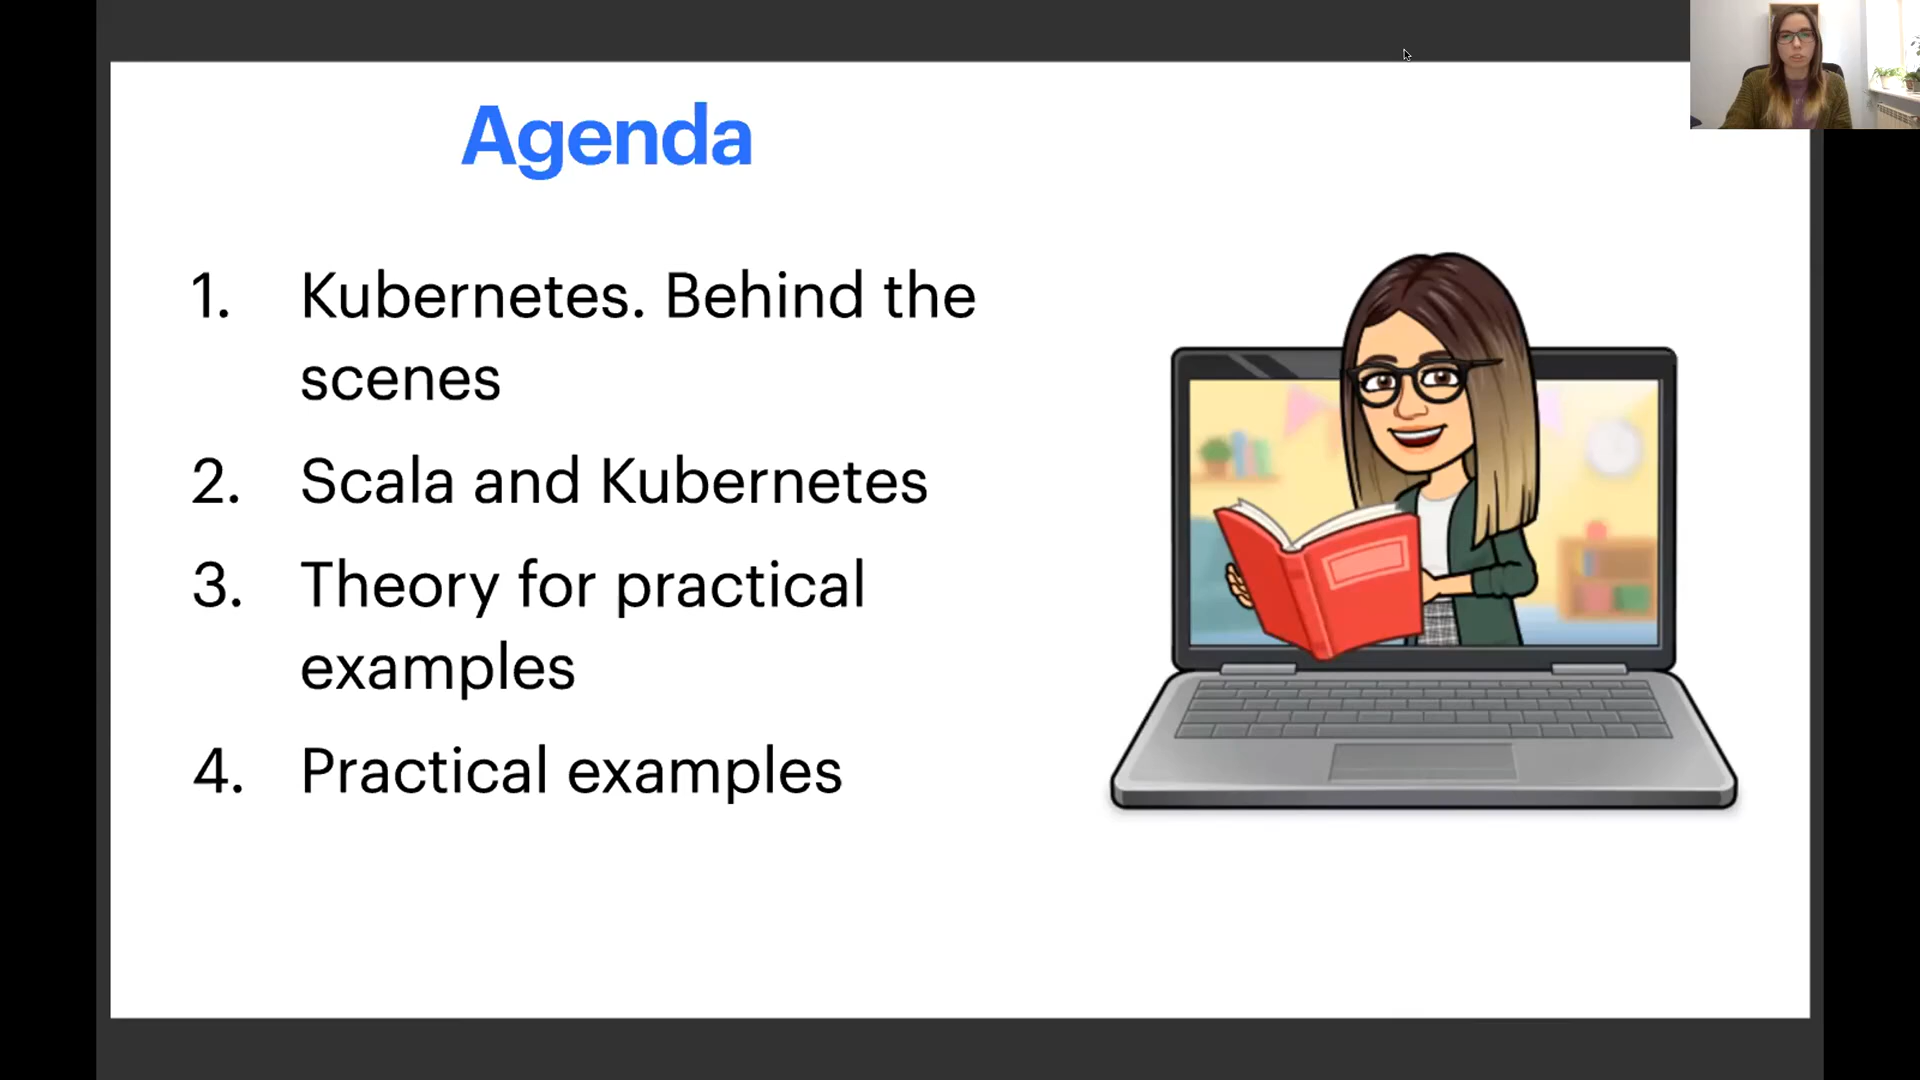 Agenda
1. Kubernetes. Behind the
scenes
2. Scala and Kubernetes
3. Theory for practical
examples
4. Practical examples